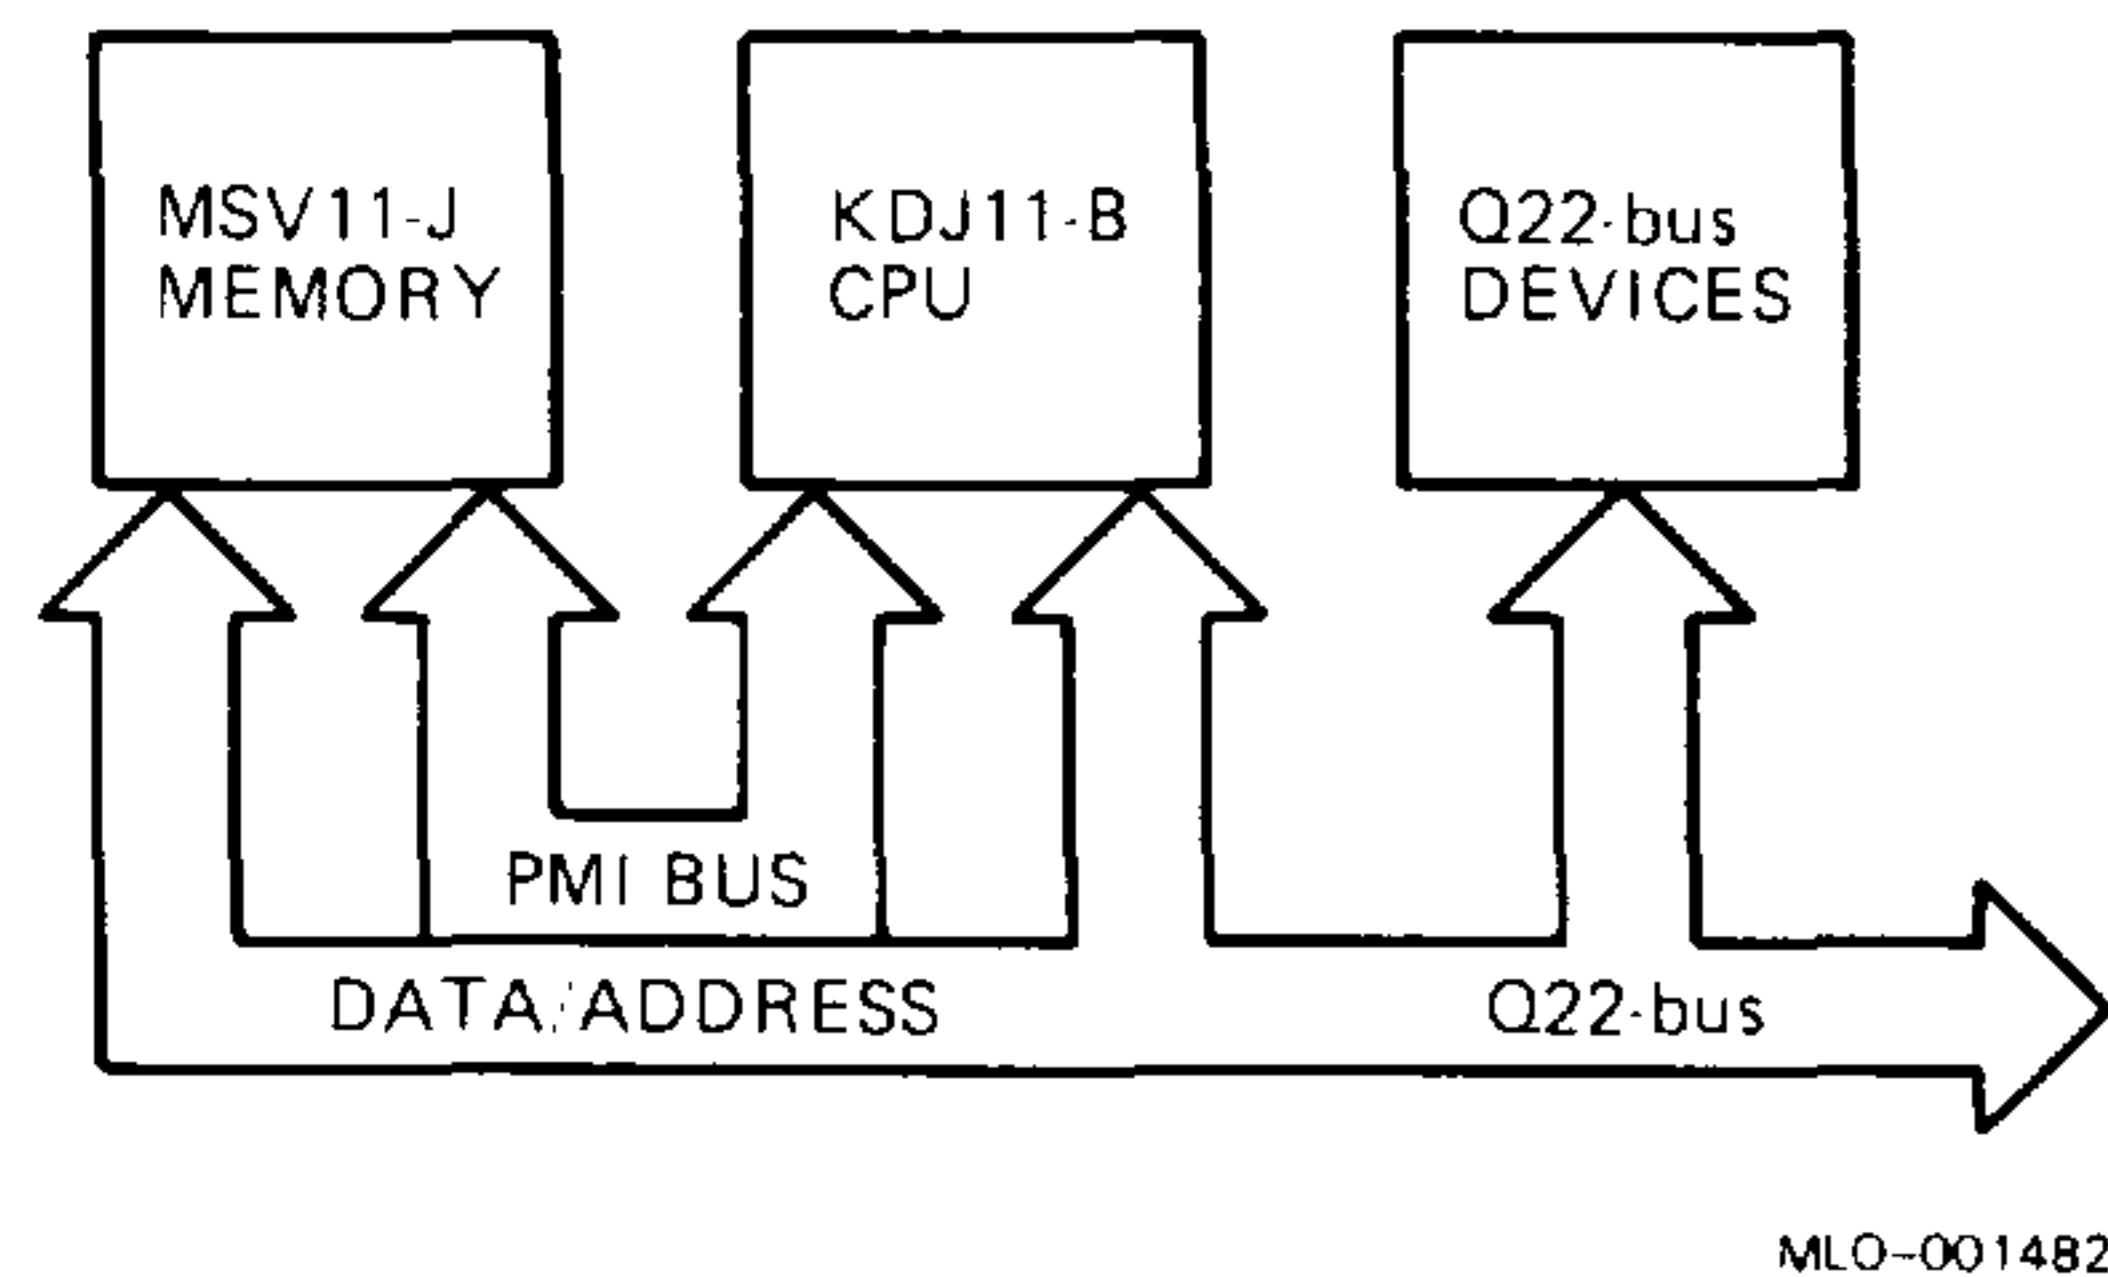 MSV11-J
MEMORY
KDJ11-B
CPU
Q22-bus
DEVICES
PMI BUS
DATA/ADDRESS
Q22-bus
MLO-001482